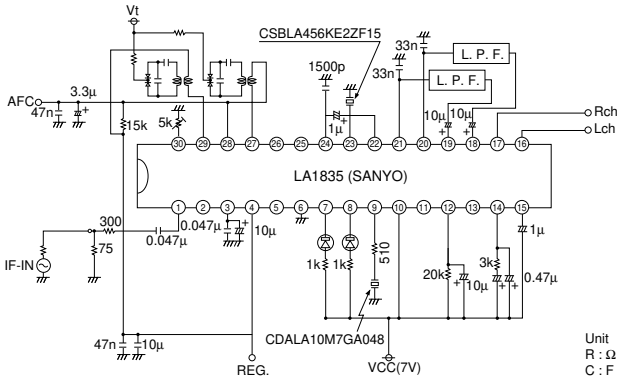 Vt
CSBLA456KE2ZF15
33n
L. P. F.
1500p
33n
L. P. F.
AFC
3.3μ
47n
15k
5k
1μ
10μ
10μ
Rch
Lch
30 29 28 27 26 25 24 23 22 21 20 19 18 17 16
LA1835 (SANYO)
1 2 3 4 5 6 7 8 9 10 11 12 13 14 15
300
0.047μ
0.047μ
10μ
75
IF-IN
1k
1k
510
20k
10μ
3k
0.47μ
1μ
47n
10μ
CDALA10M7GA048
REG.
VCC(7V)
Unit
R : Ω
C : F